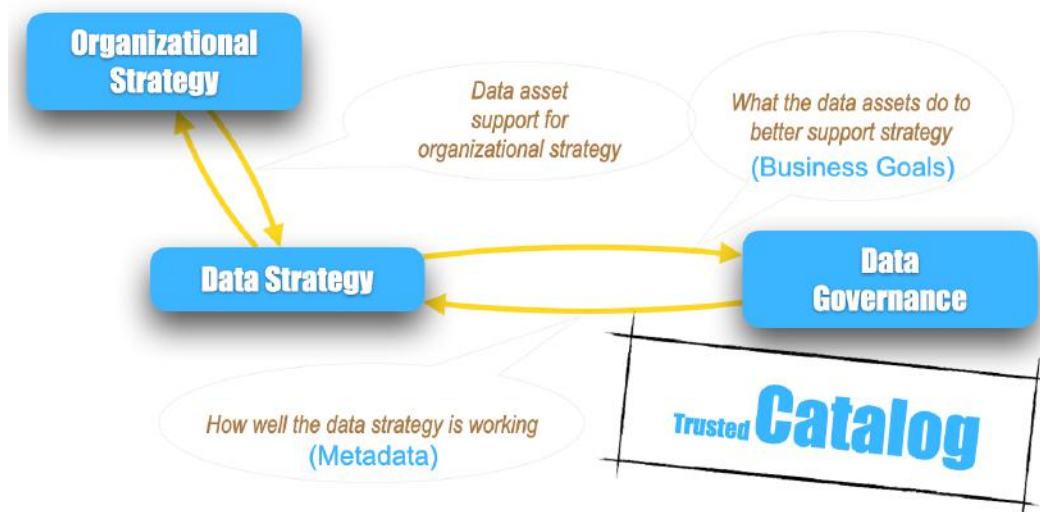 Organizational
Strategy
Data asset
support for
organizational strategy
What the data assets do to
better support strategy
(Business Goals)
Data Strategy
Data
Governance
How well the data strategy is working
(Metadata)
Trusted Catalog